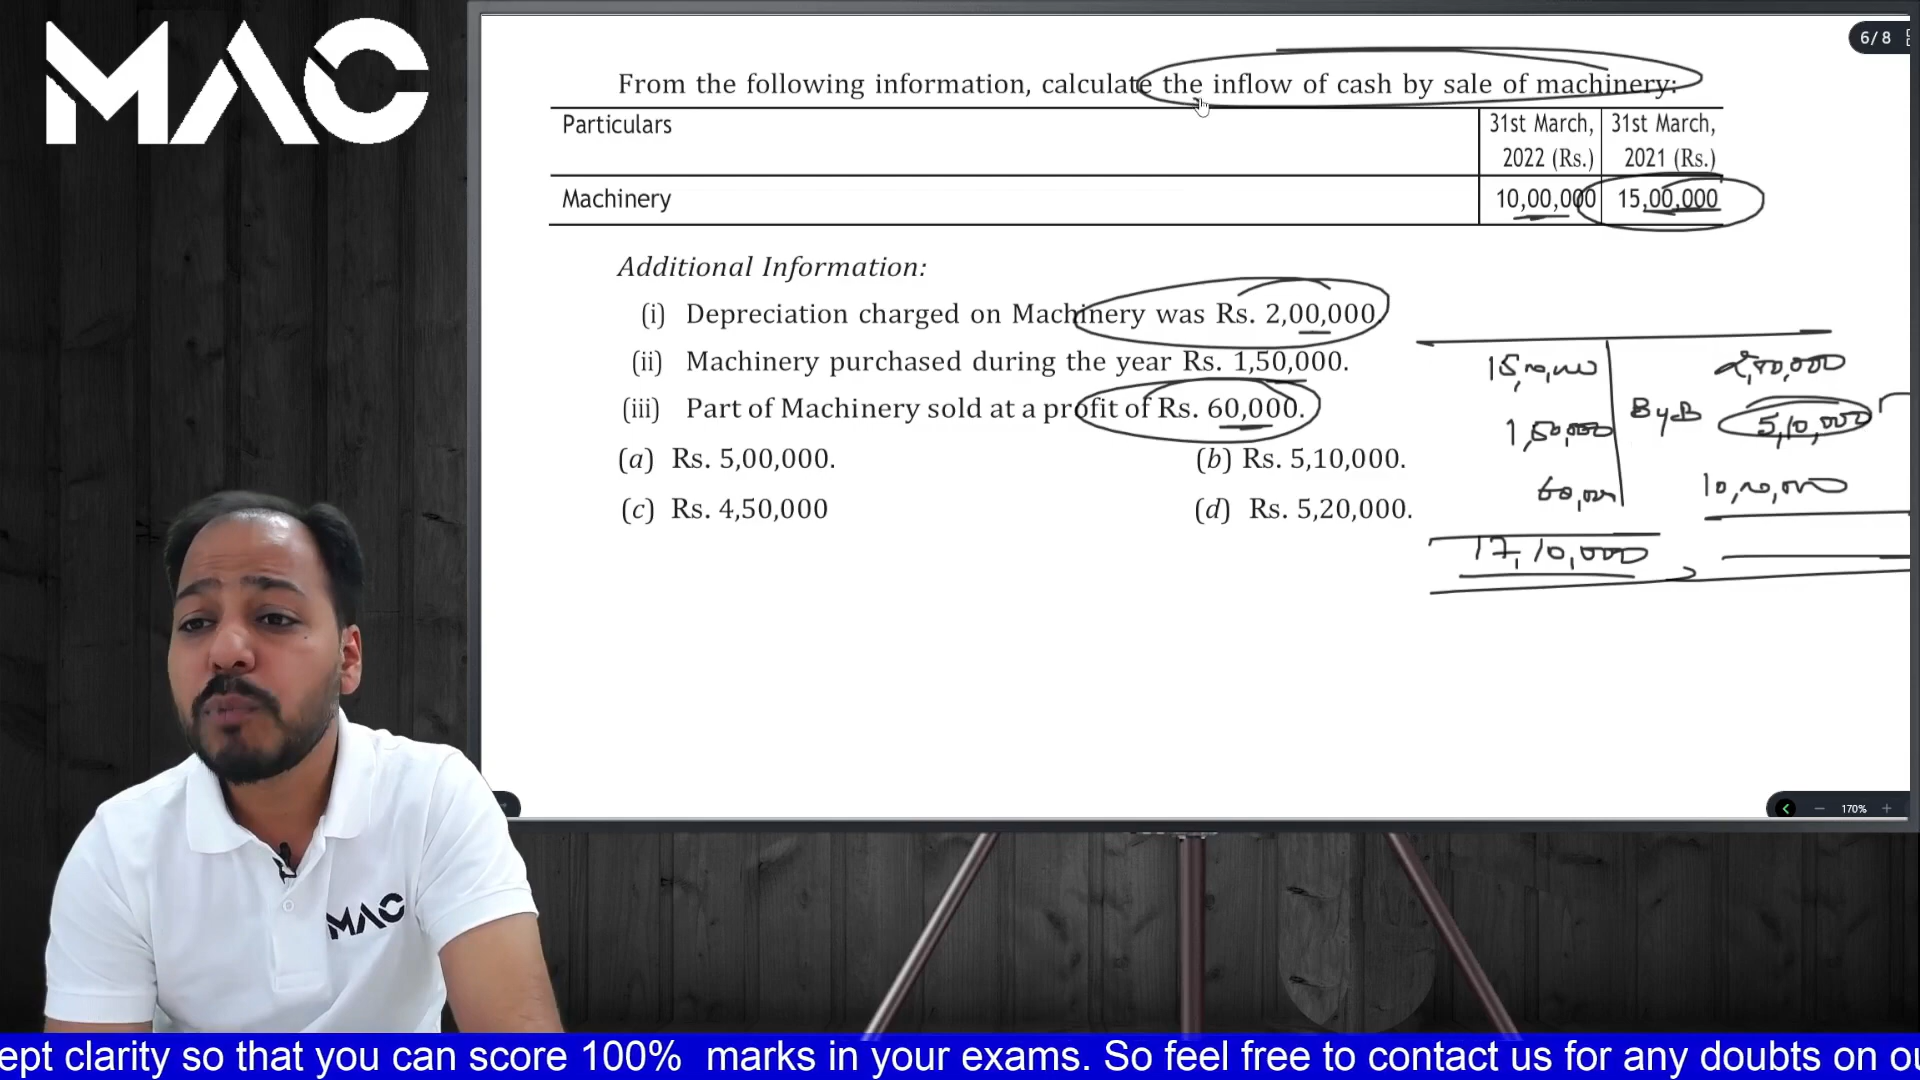 MAC
6/8
From the following information, calculate the inflow of cash by sale of machinery:
Particulars
31st March, 2022 (Rs.)
31st March, 2021 (Rs.)
Machinery
10,00,000
15,00,000
Additional Information:
(i) Depreciation charged on Machinery was Rs. 2,00,000.
(ii) Machinery purchased during the year Rs. 1,50,000.
(iii) Part of Machinery sold at a profit of Rs. 60,000.
(a) Rs. 5,00,000.
(b) Rs. 5,10,000.
(c) Rs. 4,50,000
(d) Rs. 5,20,000.
15,00,000
2,00,000
1,50,000
By B
5,10,000
60,000
10,00,000
17,10,000
170%
MAC
ept clarity so that you can score 100% marks in your exams. So feel free to contact us for any doubts on ou